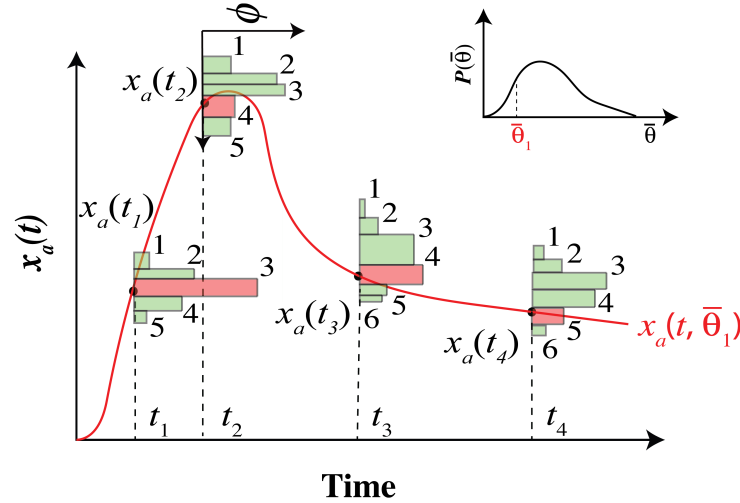 ϕ
1
2
3
4
5
x_a(t_2)
P(θ̅)
θ̅_1
θ̅
x_a(t)
x_a(t_1)
1
2
3
4
5
1
2
3
4
5
6
x_a(t_3)
1
2
3
4
5
6
x_a(t_4)
x_a(t, θ̅_1)
t_1
t_2
t_3
t_4
Time